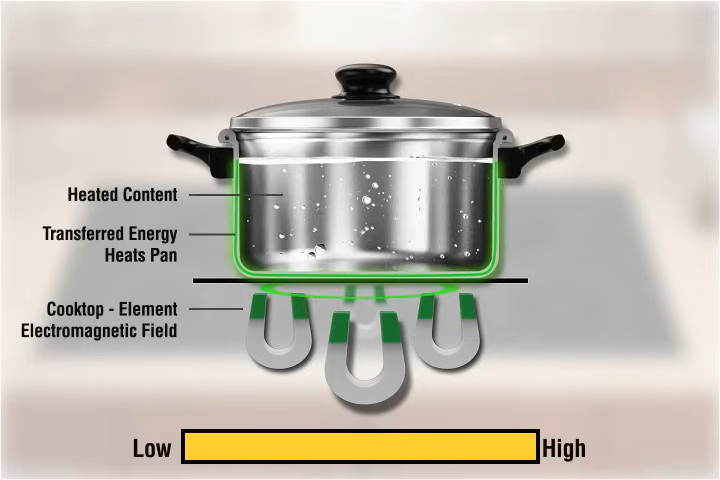 Heated Content
Transferred Energy
Heats Pan
Cooktop - Element
Electromagnetic Field
Low
High